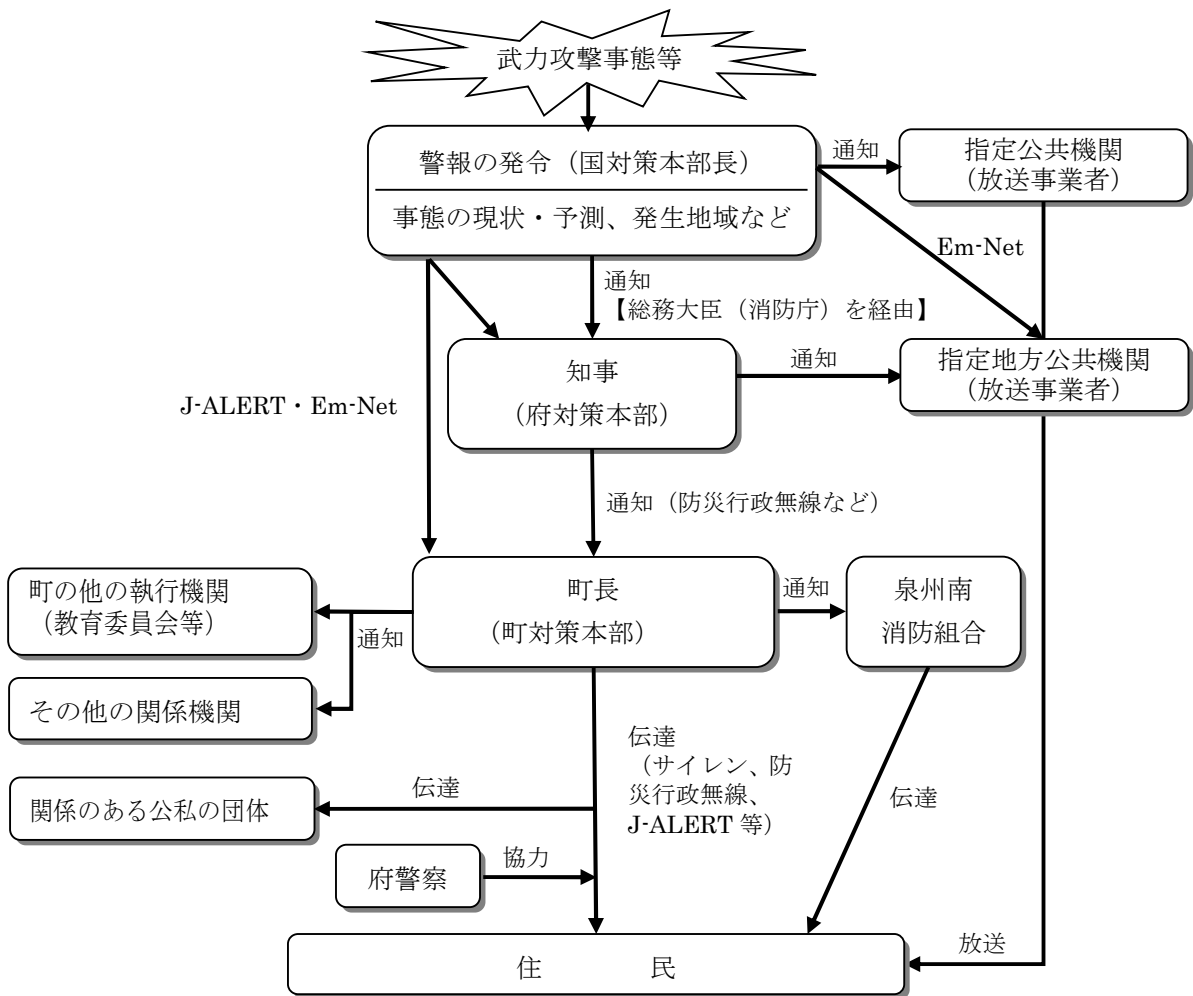 武力攻撃事態等
警報の発令（国対策本部長）
事態の現状・予測、発生地域など
通知
指定公共機関
（放送事業者）
Em-Net
通知
【総務大臣（消防庁）を経由】
知事
（府対策本部）
通知
指定地方公共機関
（放送事業者）
J-ALERT・Em-Net
通知（防災行政無線など）
町の他の執行機関
（教育委員会等）
通知
町長
（町対策本部）
通知
泉州南
消防組合
その他の関係機関
伝達
（サイレン、防
災行政無線、
J-ALERT 等）
関係のある公私の団体
伝達
伝達
府警察
協力
放送
住　　　民